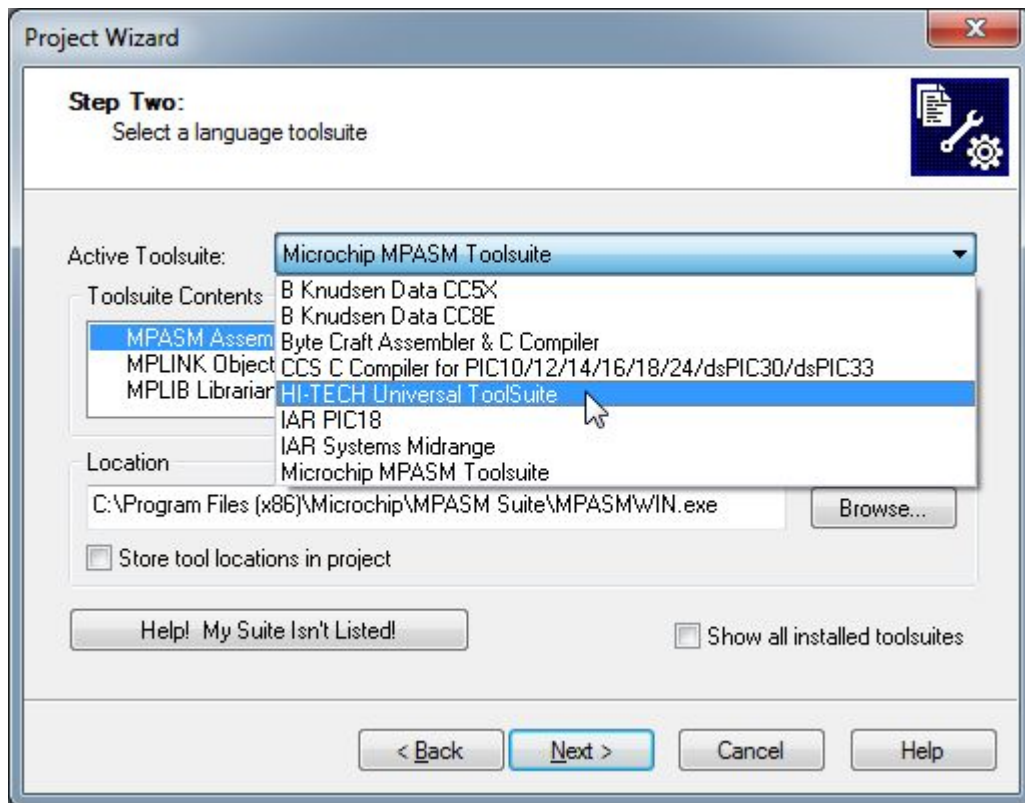 Project Wizard
Step Two:
Select a language toolsuite
Active Toolsuite:
Microchip MPASM Toolsuite
B Knudsen Data CC5X
B Knudsen Data CC8E
Byte Craft Assembler & C Compiler
CCS C Compiler for PIC10/12/14/16/18/24/dsPIC30/dsPIC33
HI-TECH Universal ToolSuite
IAR PIC18
IAR Systems Midrange
Microchip MPASM Toolsuite
Toolsuite Contents
MPASM Assem
MPLINK Object
MPLIB Librarian
Location
C:\Program Files (x86)\Microchip\MPASM Suite\MPASMWIN.exe
Browse...
Store tool locations in project
Help! My Suite Isn't Listed!
Show all installed toolsuites
< Back
Next >
Cancel
Help